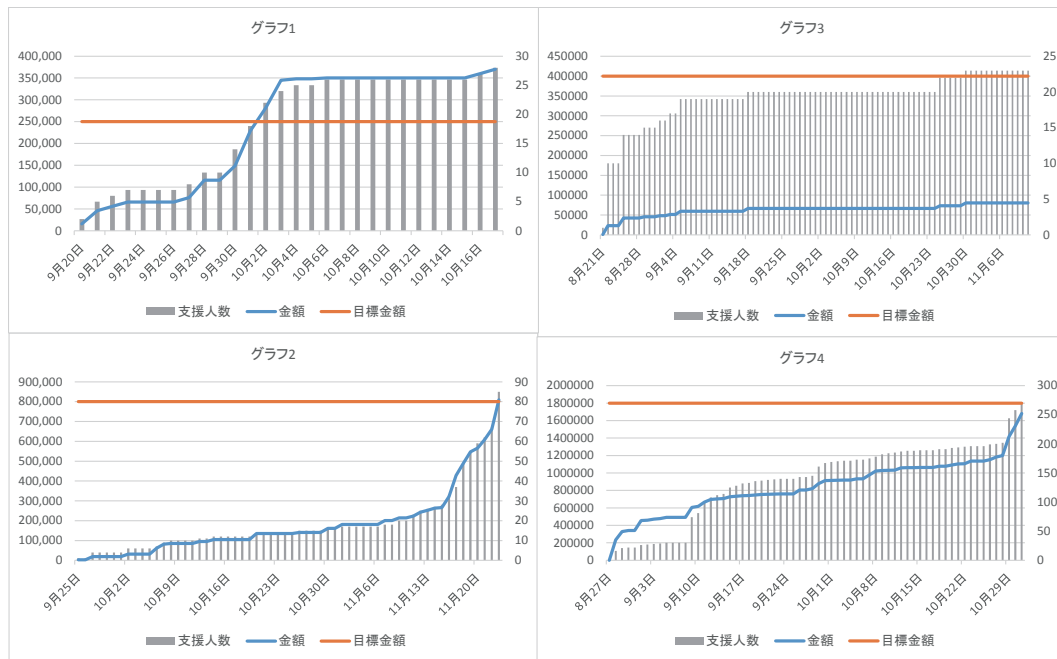 グラフ1
400,000
350,000
300,000
250,000
200,000
150,000
100,000
50,000
0
30
25
20
15
10
5
0
9月20日
9月22日
9月24日
9月26日
9月28日
9月30日
10月2日
10月4日
10月6日
10月8日
10月10日
10月12日
10月14日
10月16日
支援人数 金額 目標金額
グラフ3
450000
400000
350000
300000
250000
200000
150000
100000
50000
0
25
20
15
10
5
0
8月21日
8月28日
9月4日
9月11日
9月18日
9月25日
10月2日
10月9日
10月16日
10月23日
10月30日
11月6日
支援人数 金額 目標金額
グラフ2
900,000
800,000
700,000
600,000
500,000
400,000
300,000
200,000
100,000
0
90
80
70
60
50
40
30
20
10
0
9月25日
10月2日
10月9日
10月16日
10月23日
10月30日
11月6日
11月13日
11月20日
支援人数 金額 目標金額
グラフ4
2000000
1800000
1600000
1400000
1200000
1000000
800000
600000
400000
200000
0
300
250
200
150
100
50
0
8月27日
9月3日
9月10日
9月17日
9月24日
10月1日
10月8日
10月15日
10月22日
10月29日
支援人数 金額 目標金額